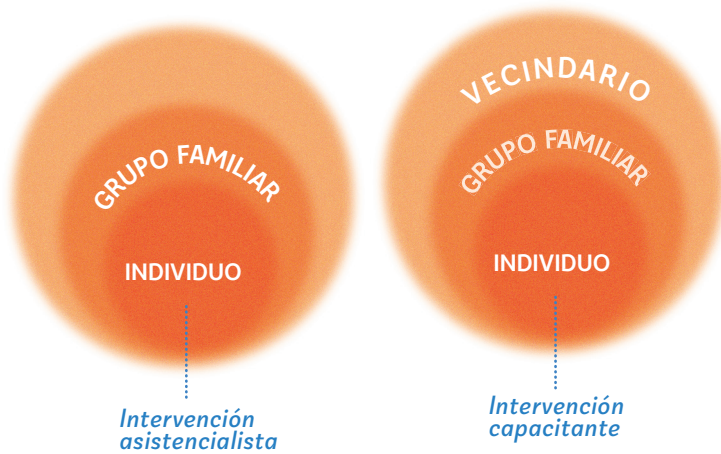 GRUPO FAMILIAR
INDIVIDUO
Intervención
asistencialista
VECINDARIO
GRUPO FAMILIAR
INDIVIDUO
Intervención
capacitante